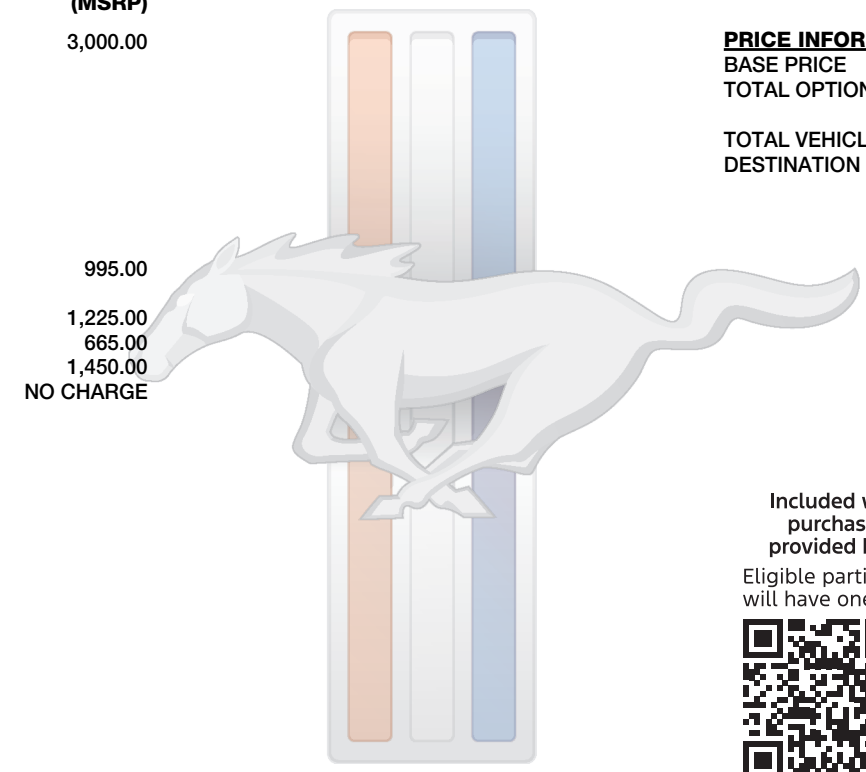 (MSRP)
3,000.00
995.00
1,225.00
665.00
1,450.00
NO CHARGE
PRICE INFOR
BASE PRICE
TOTAL OPTION
TOTAL VEHICL
DESTINATION
Included w
purchas
provided b
Eligible parti
will have one